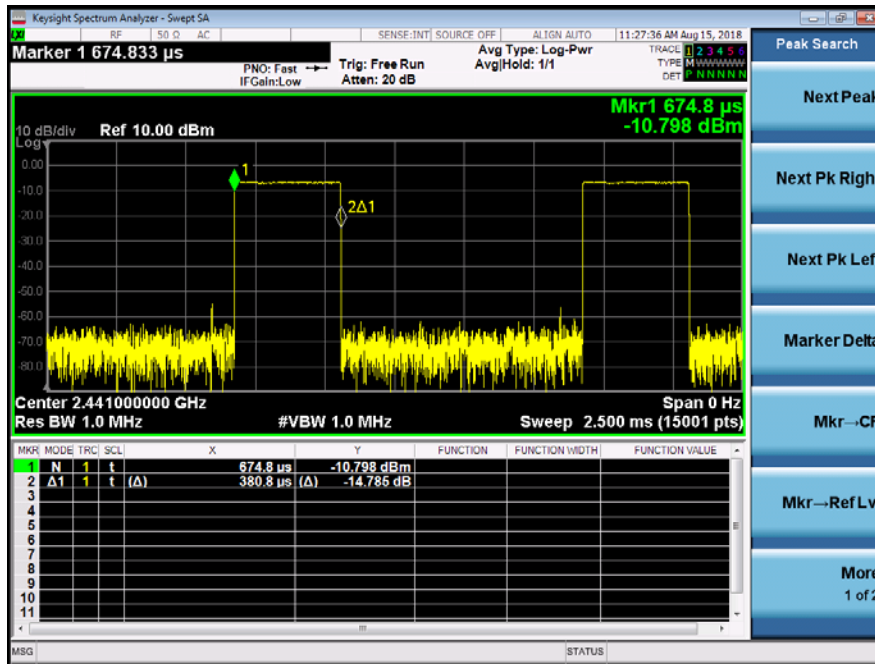 Keysight Spectrum Analyzer - Swept SA
LXI RF 50 Ω AC SENSE:INT SOURCE OFF ALIGN AUTO 11:27:36 AM Aug 15, 2018
Marker 1 674.833 µs
PNO: Fast
IFGain:Low
Trig: Free Run
Atten: 20 dB
Avg Type: Log-Pwr
Avg|Hold: 1/1
TRACE 1 2 3 4 5 6
TYPE M WWWWW
DET P N N N N N
Mkr1 674.8 µs
-10.798 dBm
10 dB/div Ref 10.00 dBm
Log
0.00
-10.0
-20.0
-30.0
-40.0
-50.0
-60.0
-70.0
-80.0
1
2Δ1
Center 2.441000000 GHz Span 0 Hz
Res BW 1.0 MHz #VBW 1.0 MHz Sweep 2.500 ms (15001 pts)
MKR MODE TRC SCL X Y FUNCTION FUNCTION WIDTH FUNCTION VALUE
1 N 1 t 674.8 µs -10.798 dBm
2 Δ1 1 t (Δ) 380.8 µs (Δ) -14.785 dB
3
4
5
6
7
8
9
10
11
MSG STATUS
Peak Search
Next Peak
Next Pk Righ
Next Pk Lef
Marker Delta
Mkr→CF
Mkr→Ref Lv
More
1 of 2